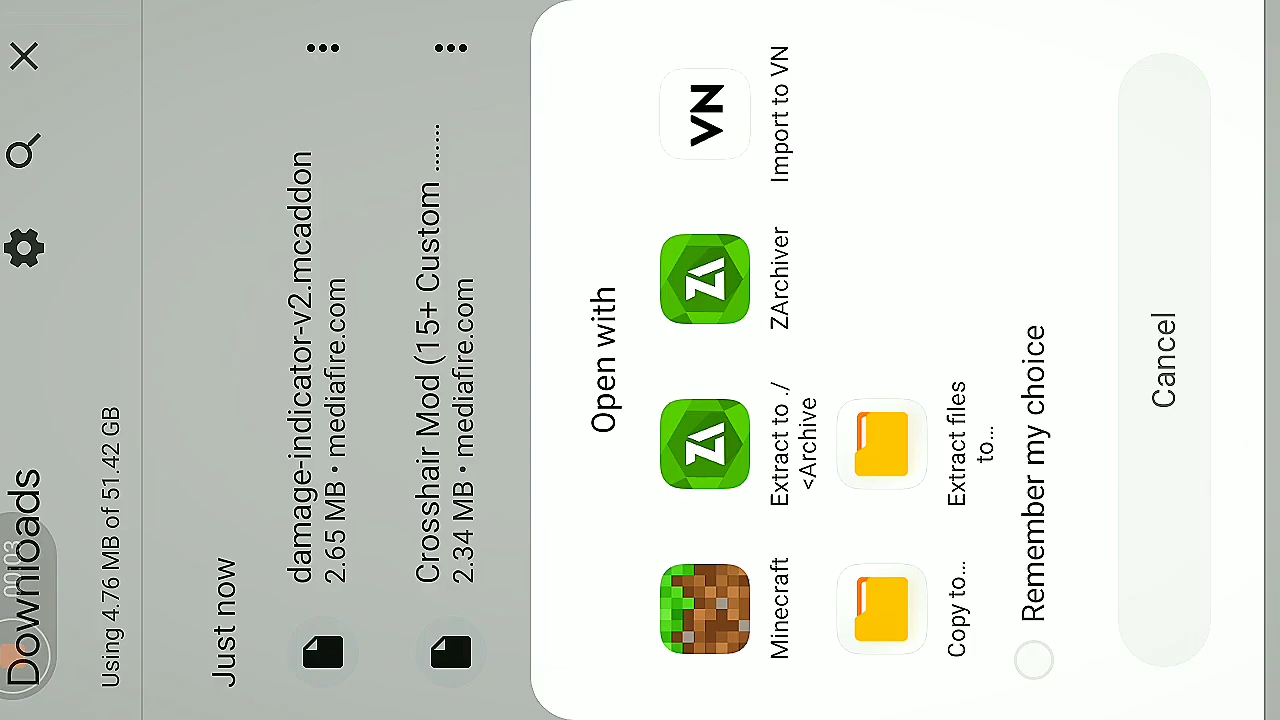 00:03
Downloads
Using 4.76 MB of 51.42 GB
Just now
damage-indicator-v2.mcaddon
2.65 MB • mediafire.com
Crosshair Mod (15+ Custom ......
2.34 MB • mediafire.com
Open with
Minecraft
Extract to ./
<Archive
ZArchiver
VN
Import to VN
Copy to...
Extract files
to...
Remember my choice
Cancel